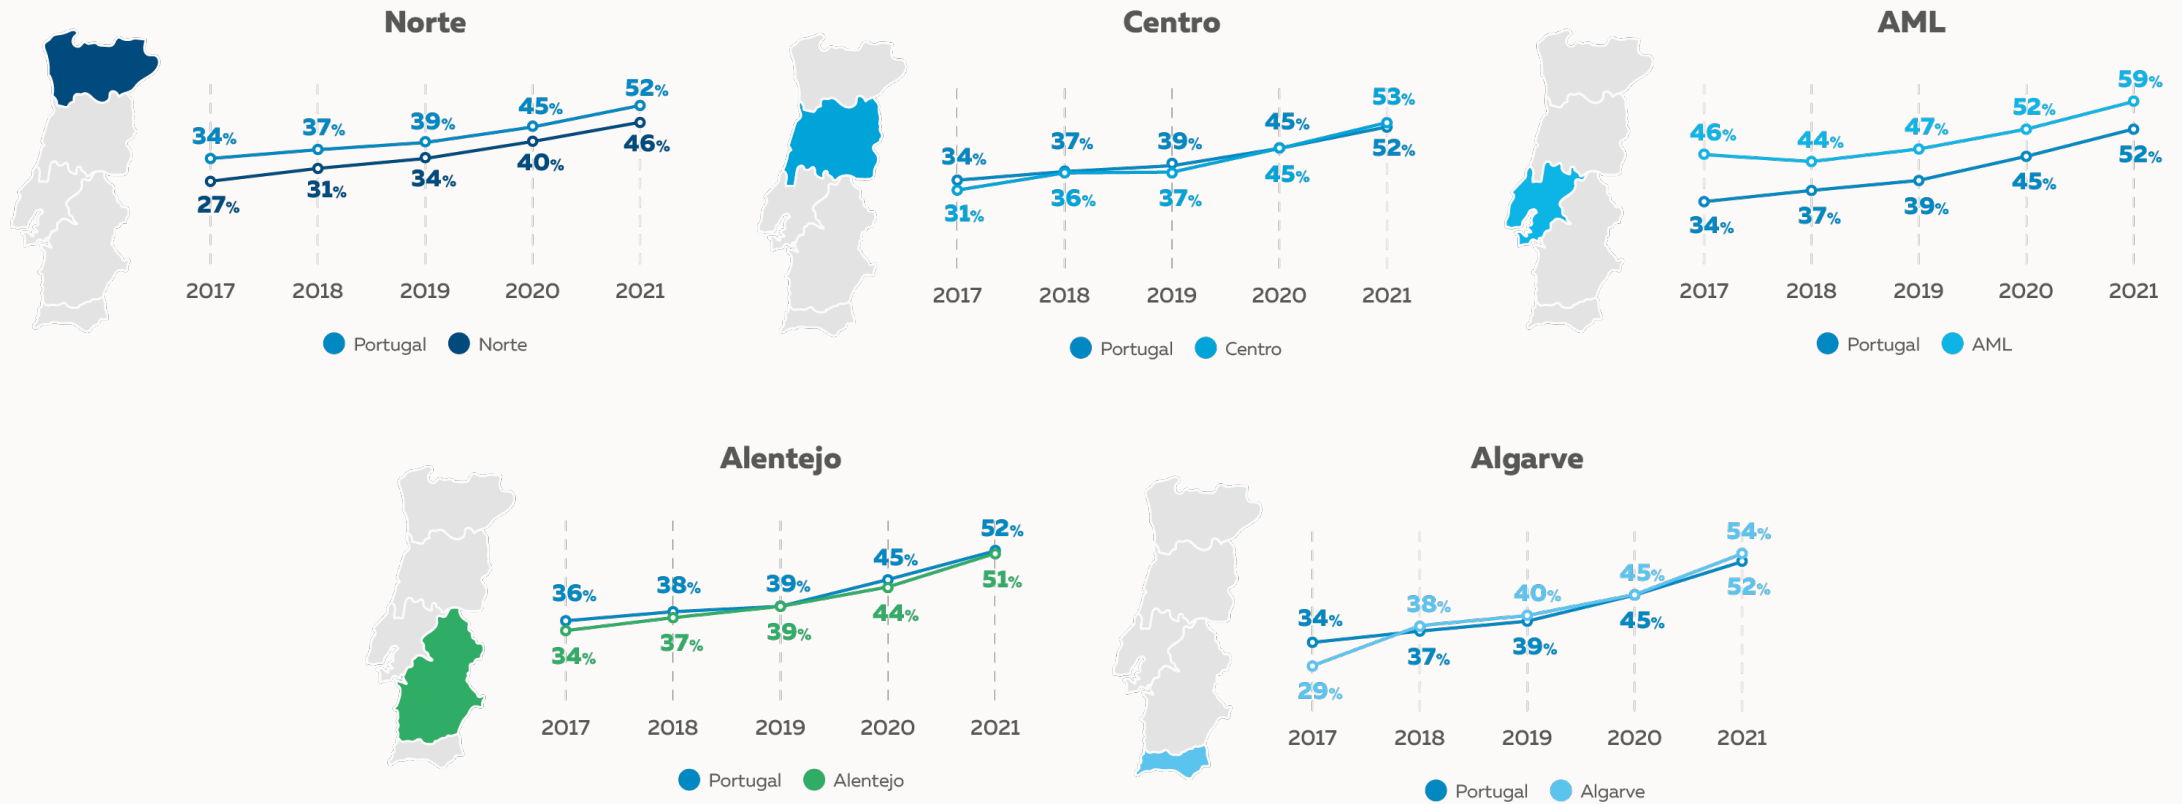 Norte
52%
45%
39%
37%
34%
46%
40%
34%
31%
27%
2017 2018 2019 2020 2021
Portugal Norte
Centro
53%
45%
37% 39%
34%
52%
45%
36% 37%
31%
2017 2018 2019 2020 2021
Portugal Centro
AML
59%
52%
47%
46% 44%
52%
45%
39%
37%
34%
2017 2018 2019 2020 2021
Portugal AML
Alentejo
52%
45%
36% 38% 39%
51%
44%
39%
37%
34%
2017 2018 2019 2020 2021
Portugal Alentejo
Algarve
54%
45%
40%
38%
34%
52%
45%
39%
37%
29%
2017 2018 2019 2020 2021
Portugal Algarve